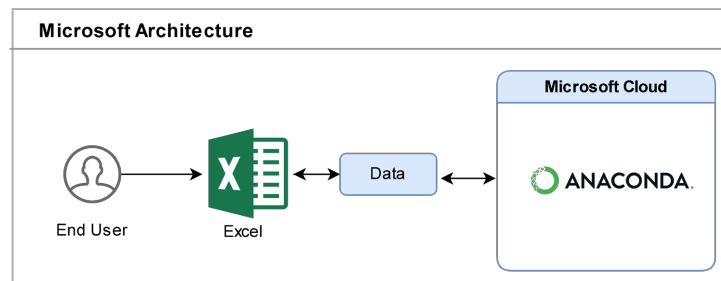 Microsoft Architecture
Microsoft Cloud
X
Data
ANACONDA.
End User
Excel